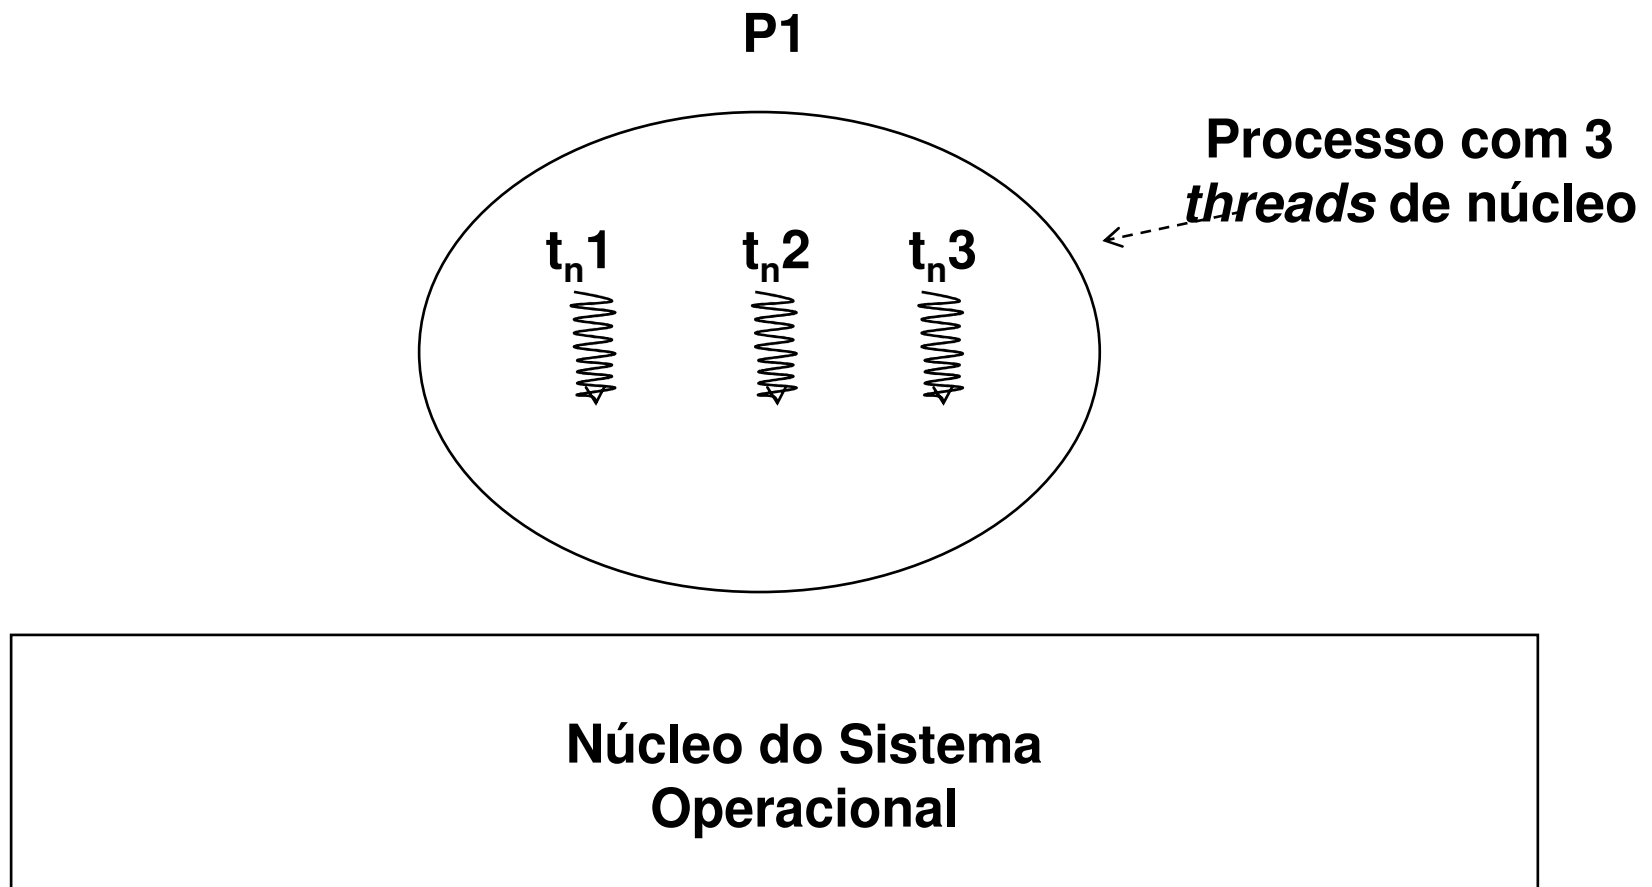 P1
Processo com 3
threads de núcleo
tn1 tn2 tn3
Núcleo do Sistema
Operacional